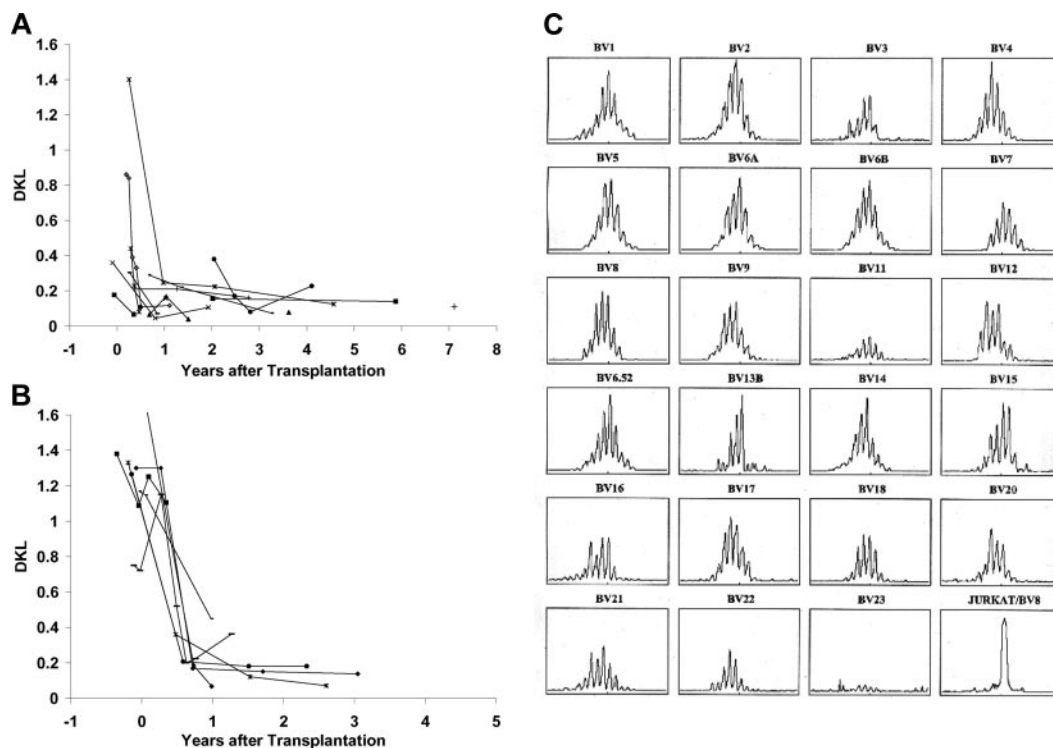 A
1.6
1.4
1.2
1
0.8
0.6
0.4
0.2
0
DKL
-1 0 1 2 3 4 5 6 7 8
Years after Transplantation
B
1.6
1.4
1.2
1
0.8
0.6
0.4
0.2
0
DKL
-1 0 1 2 3 4 5
Years after Transplantation
C
BV1 BV2 BV3 BV4
BV5 BV6A BV6B BV7
BV8 BV9 BV11 BV12
BV6.52 BV13B BV14 BV15
BV16 BV17 BV18 BV20
BV21 BV22 BV23 JURKAT/BV8